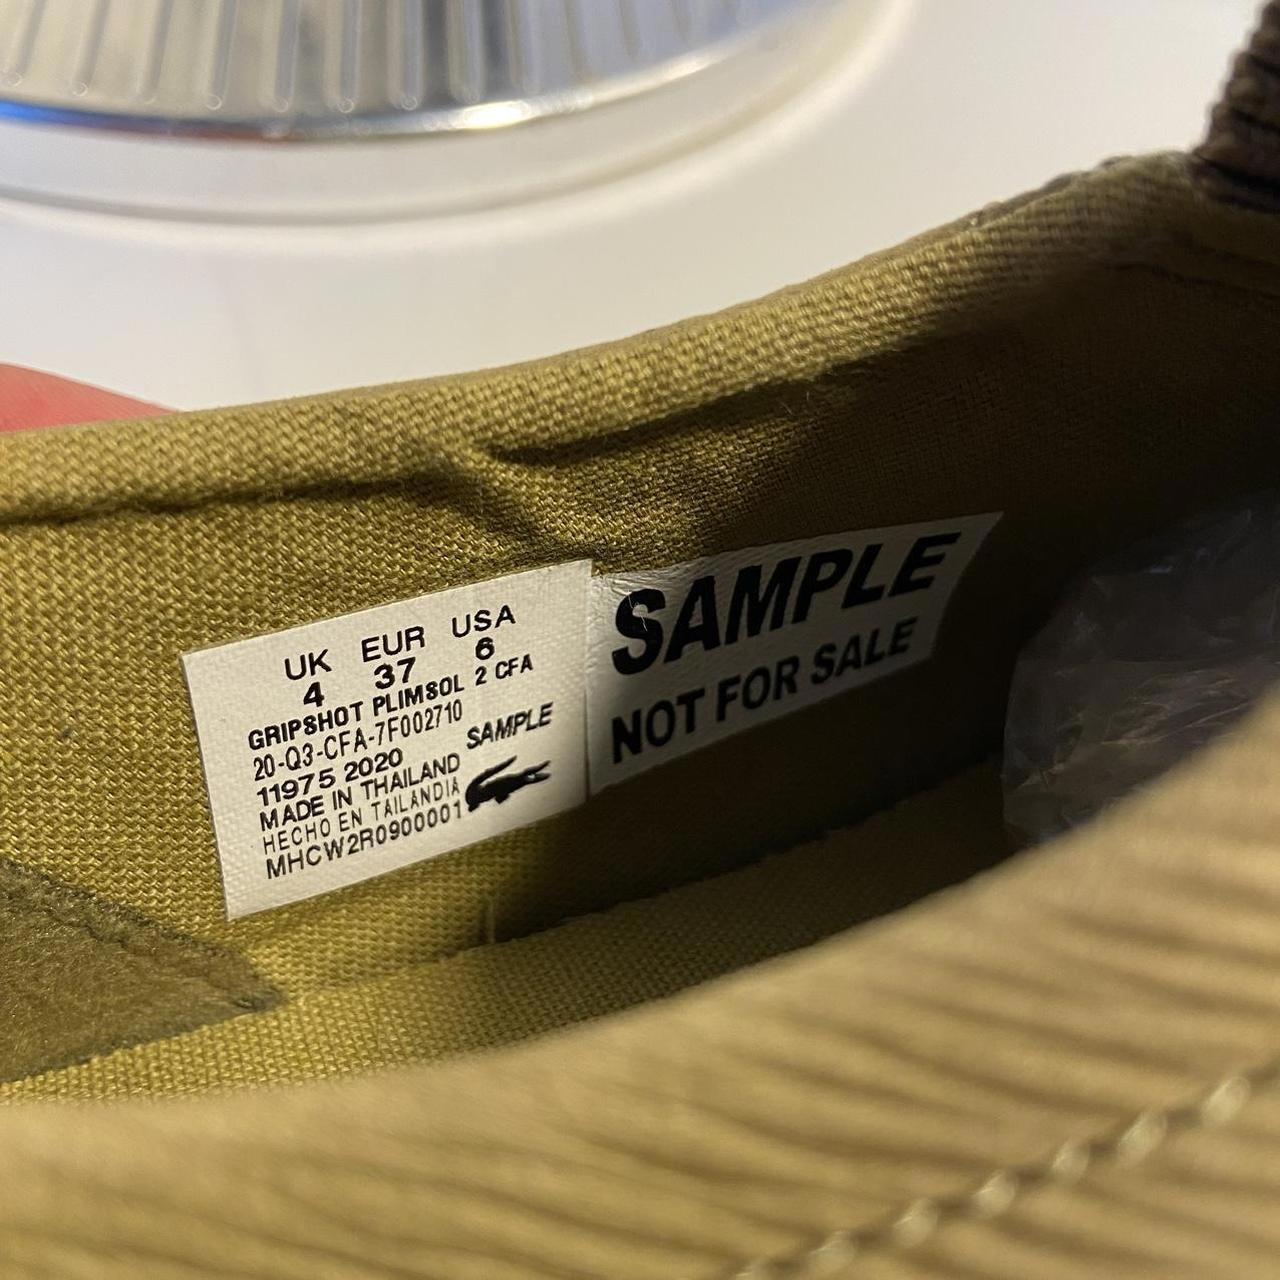 UK EUR USA
4 37 6
GRIPSHOT PLIMSOL 2 CFA
20-Q3-CFA-7F002710
11975 2020 SAMPLE
MADE IN THAILAND
HECHO EN TAILANDIA
MHCW2R0900001
SAMPLE
NOT FOR SALE